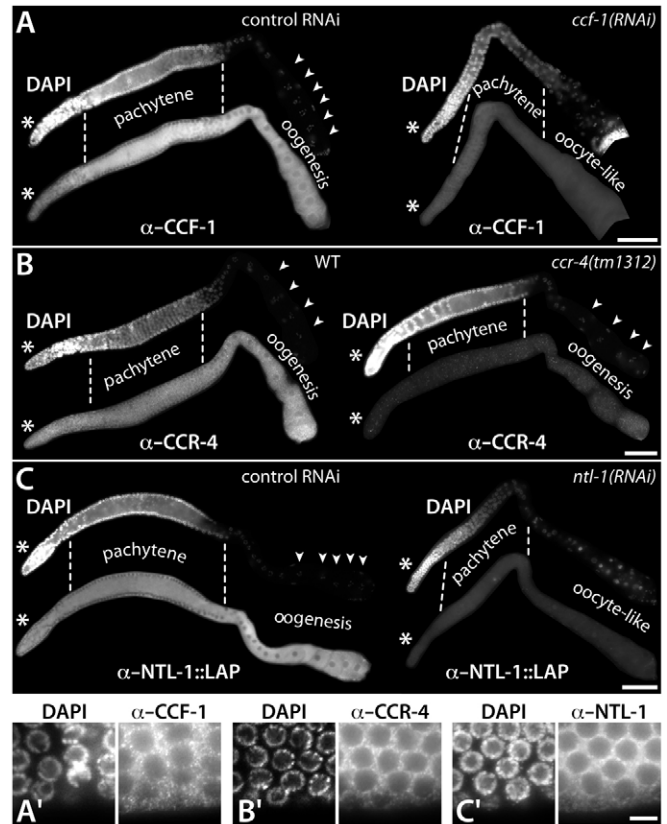 A control RNAi ccf-1(RNAi)
DAPI DAPI
pachytene pachytene
* *
oogenesis oocyte-like
* *
α–CCF-1 α–CCF-1
B WT ccr-4(tm1312)
DAPI DAPI
* *
pachytene pachytene
oogenesis oogenesis
* *
α–CCR-4 α–CCR-4
C control RNAi ntl-1(RNAi)
DAPI DAPI
* *
pachytene pachytene
oogenesis oocyte-like
* *
α–NTL-1::LAP α–NTL-1::LAP
DAPI α–CCF-1 DAPI α–CCR-4 DAPI α–NTL-1
A' B' C'